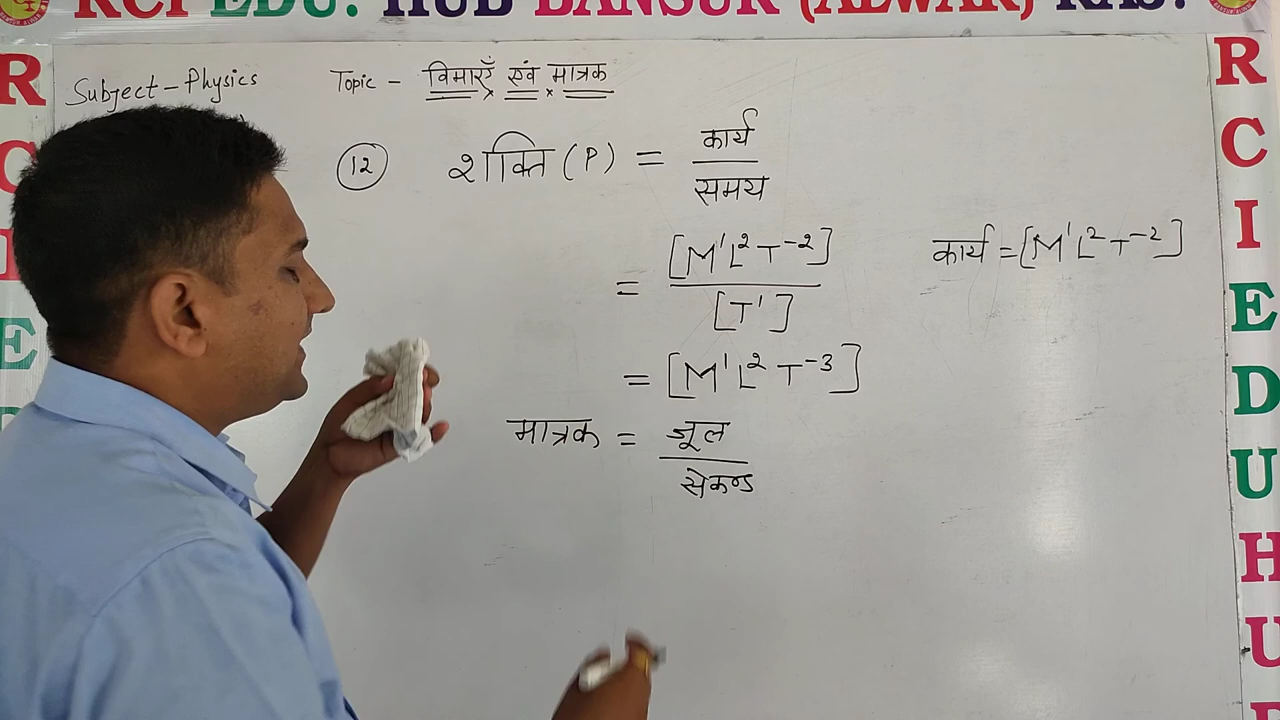 RCI EDU. HUB BANSUR (ALWAR) RAJ.
Subject - Physics Topic - विमाएँ एवं मात्रक
(12) शक्ति (P) = कार्य / समय
= [M¹L²T⁻²] / [T¹] कार्य = [M¹L²T⁻²]
= [M¹L²T⁻³]
मात्रक = जूल / सेकण्ड
R
C
I
E
D
R
C
I
E
D
U
H
U